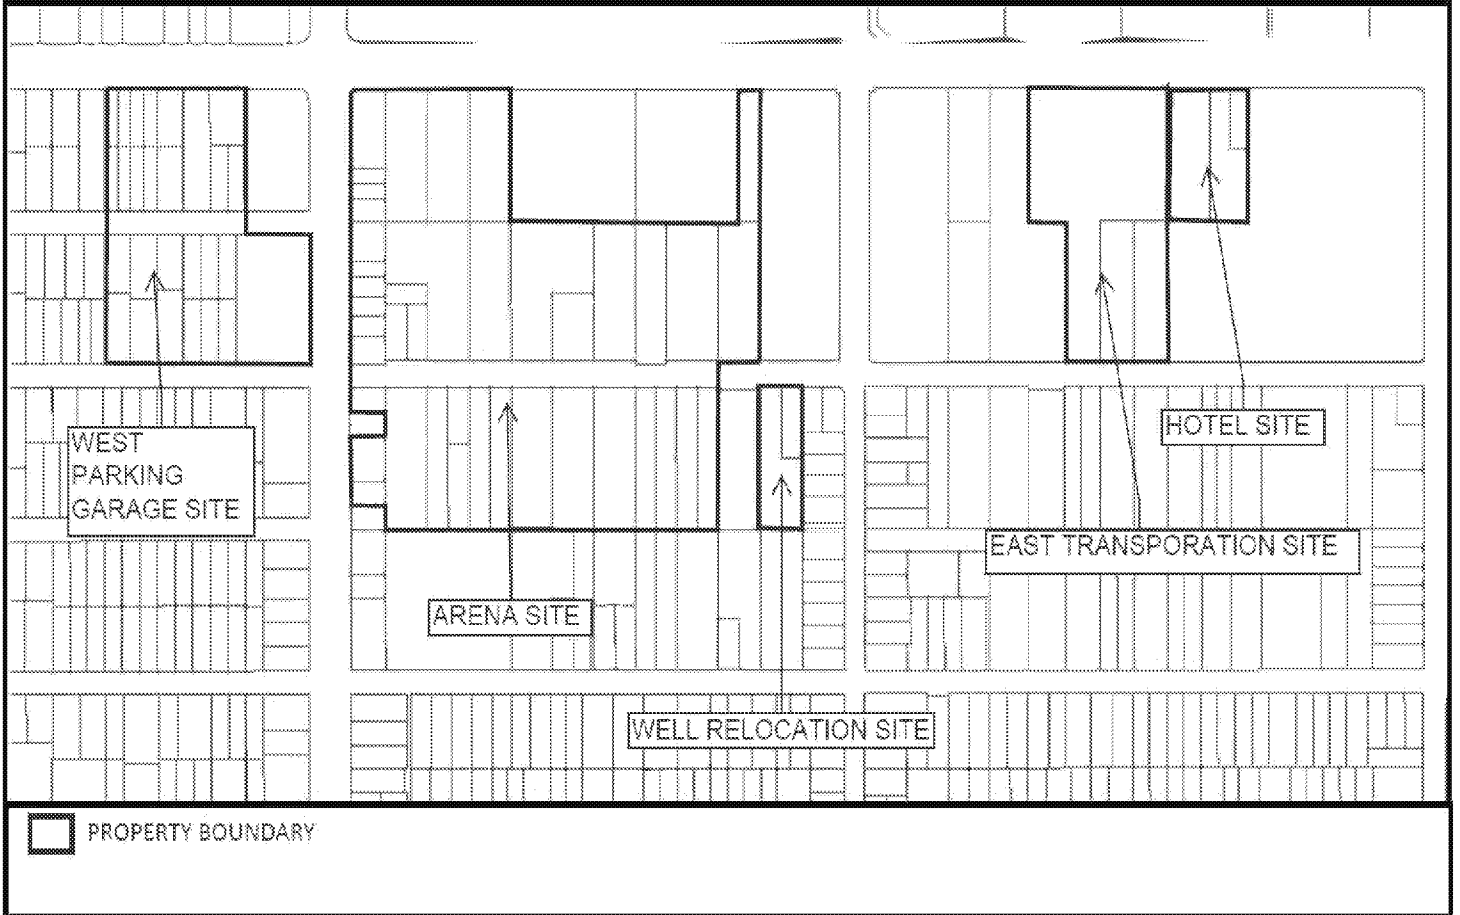 HOTEL SITE
WEST
PARKING
GARAGE SITE
EAST TRANSPORATION SITE
ARENA SITE
WELL RELOCATION SITE
PROPERTY BOUNDARY